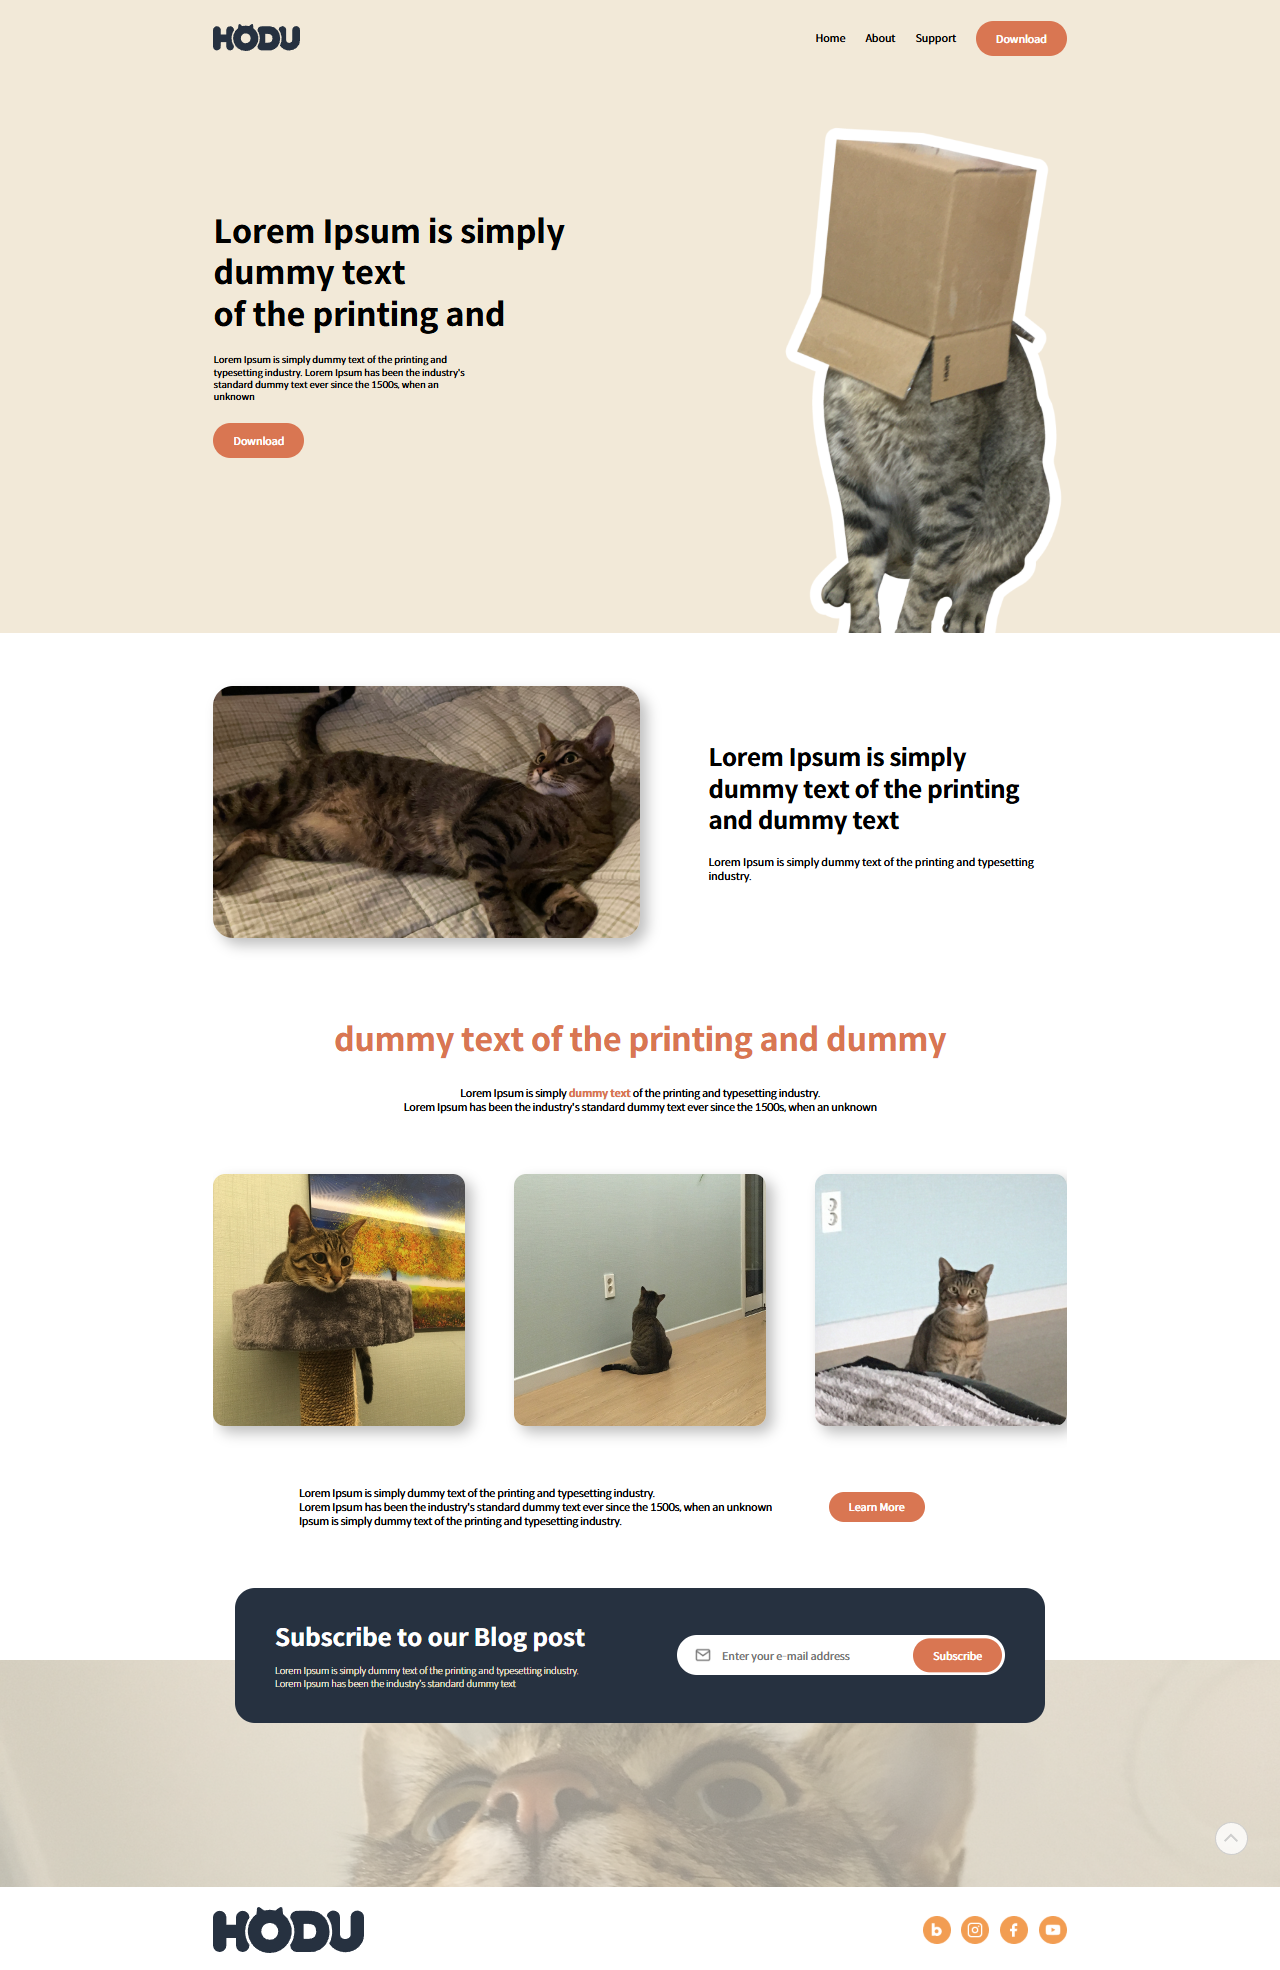 HODU
Home About Support Download
Lorem Ipsum is simply
dummy text
of the printing and
Lorem Ipsum is simply dummy text of the printing and
typesetting industry. Lorem Ipsum has been the industry's
standard dummy text ever since the 1500s, when an
unknown
Download
Lorem Ipsum is simply
dummy text of the printing
and dummy text
Lorem Ipsum is simply dummy text of the printing and typesetting
industry.
dummy text of the printing and dummy
Lorem Ipsum is simply dummy text of the printing and typesetting industry.
Lorem Ipsum has been the industry's standard dummy text ever since the 1500s, when an unknown
Lorem Ipsum is simply dummy text of the printing and typesetting industry.
Lorem Ipsum has been the industry's standard dummy text ever since the 1500s, when an unknown
Ipsum is simply dummy text of the printing and typesetting industry.
Learn More
Subscribe to our Blog post
Lorem Ipsum is simply dummy text of the printing and typesetting industry.
Lorem Ipsum has been the industry's standard dummy text
Enter your e-mail address
Subscribe
HODU